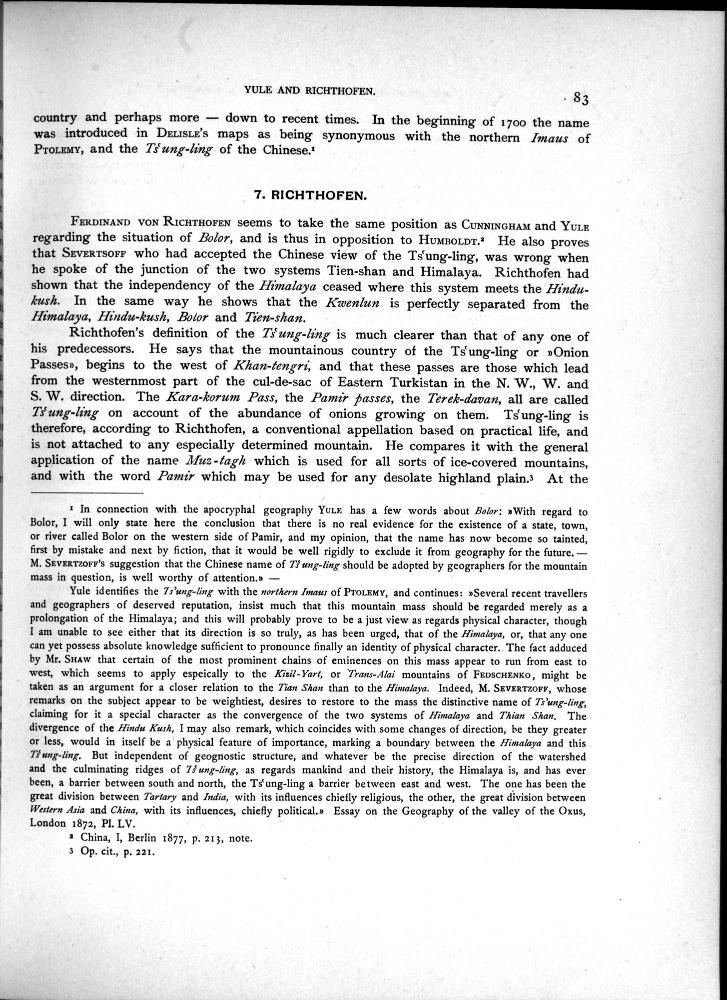 YULE AND RICHTHOFEN.
83
country and perhaps more — down to recent times. In the beginning of 1700 the name
was introduced in DELISLE's maps as being synonymous with the northern Imaus of
PTOLEMY, and the Ts'ung-ling of the Chinese.¹
7. RICHTHOFEN.
FERDINAND VON RICHTHOFEN seems to take the same position as CUNNINGHAM and YULE
regarding the situation of Bolor, and is thus in opposition to HUMBOLDT.² He also proves
that SEVERTSOFF who had accepted the Chinese view of the Ts'ung-ling, was wrong when
he spoke of the junction of the two systems Tien-shan and Himalaya. Richthofen had
shown that the independency of the Himalaya ceased where this system meets the Hindu-
kush. In the same way he shows that the Kwenlun is perfectly separated from the
Himalaya, Hindu-kush, Bolor and Tien-shan.
Richthofen's definition of the Ts'ung-ling is much clearer than that of any one of
his predecessors. He says that the mountainous country of the Ts'ung-ling or »Onion
Passes», begins to the west of Khan-tengri, and that these passes are those which lead
from the westernmost part of the cul-de-sac of Eastern Turkistan in the N. W., W. and
S. W. direction. The Kara-korum Pass, the Pamir passes, the Terek-davan, all are called
Ts'ung-ling on account of the abundance of onions growing on them. Ts'ung-ling is
therefore, according to Richthofen, a conventional appellation based on practical life, and
is not attached to any especially determined mountain. He compares it with the general
application of the name Muz-tagh which is used for all sorts of ice-covered mountains,
and with the word Pamir which may be used for any desolate highland plain.³ At the
¹ In connection with the apocryphal geography YULE has a few words about Bolor: »With regard to
Bolor, I will only state here the conclusion that there is no real evidence for the existence of a state, town,
or river called Bolor on the western side of Pamir, and my opinion, that the name has now become so tainted,
first by mistake and next by fiction, that it would be well rigidly to exclude it from geography for the future. —
M. SEVERTZOFF's suggestion that the Chinese name of Ts'ung-ling should be adopted by geographers for the mountain
mass in question, is well worthy of attention.» —
Yule identifies the Ts'ung-ling with the northern Imaus of PTOLEMY, and continues: »Several recent travellers
and geographers of deserved reputation, insist much that this mountain mass should be regarded merely as a
prolongation of the Himalaya; and this will probably prove to be a just view as regards physical character, though
I am unable to see either that its direction is so truly, as has been urged, that of the Himalaya, or, that any one
can yet possess absolute knowledge sufficient to pronounce finally an identity of physical character. The fact adduced
by Mr. SHAW that certain of the most prominent chains of eminences on this mass appear to run from east to
west, which seems to apply espeically to the Kizil-Yart, or Trans-Alai mountains of FEDSCHENKO, might be
taken as an argument for a closer relation to the Tian Shan than to the Himalaya. Indeed, M. SEVERTZOFF, whose
remarks on the subject appear to be weightiest, desires to restore to the mass the distinctive name of Ts'ung-ling,
claiming for it a special character as the convergence of the two systems of Himalaya and Thian Shan. The
divergence of the Hindu Kush, I may also remark, which coincides with some changes of direction, be they greater
or less, would in itself be a physical feature of importance, marking a boundary between the Himalaya and this
Ts'ung-ling. But independent of geognostic structure, and whatever be the precise direction of the watershed
and the culminating ridges of Ts'ung-ling, as regards mankind and their history, the Himalaya is, and has ever
been, a barrier between south and north, the Ts'ung-ling a barrier between east and west. The one has been the
great division between Tartary and India, with its influences chiefly religious, the other, the great division between
Western Asia and China, with its influences, chiefly political.» Essay on the Geography of the valley of the Oxus,
London 1872, Pl. LV.
² China, I, Berlin 1877, p. 213, note.
³ Op. cit., p. 221.